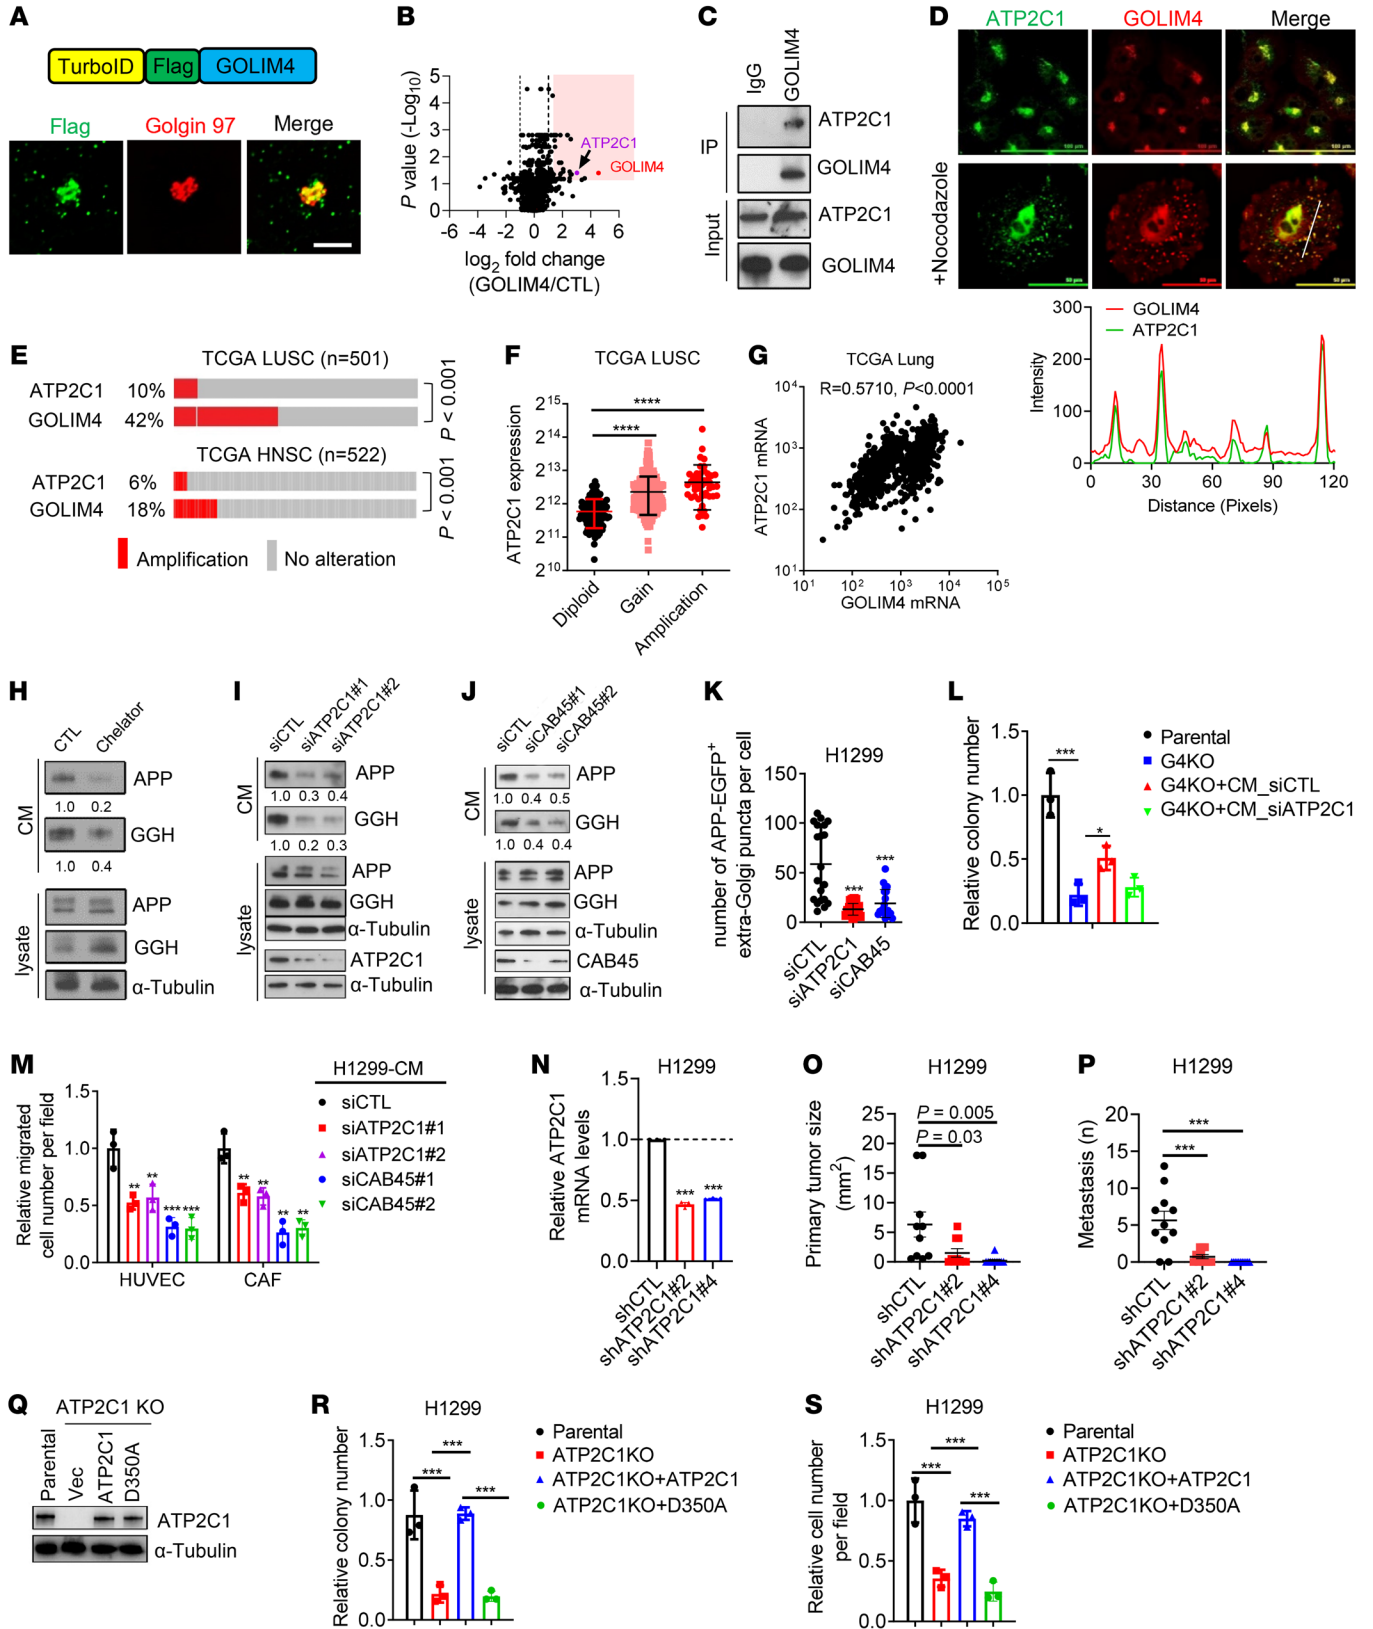 A
TurboID Flag GOLIM4
Flag Golgin 97 Merge
B
P value (-Log10)
5
4
3
2
1
0
ATP2C1
GOLIM4
-6 -4 -2 0 2 4 6
log2 fold change
(GOLIM4/CTL)
C
IgG
GOLIM4
IP
ATP2C1
GOLIM4
Input
ATP2C1
GOLIM4
D
ATP2C1 GOLIM4 Merge
+Nocodazole
300
200
100
0
Intensity
GOLIM4
ATP2C1
0 30 60 90 120
Distance (Pixels)
E
TCGA LUSC (n=501)
ATP2C1 10%
GOLIM4 42%
P < 0.001
TCGA HNSC (n=522)
ATP2C1 6%
GOLIM4 18%
P < 0.001
Amplification No alteration
F
TCGA LUSC
ATP2C1 expression
2^15
2^14
2^13
2^12
2^11
2^10
****
****
Diploid
Gain
Amplication
G
TCGA Lung
R=0.5710, P<0.0001
ATP2C1 mRNA
10^4
10^3
10^2
10^1
10^1 10^2 10^3 10^4 10^5
GOLIM4 mRNA
H
CTL
Chelator
CM
APP
1.0 0.2
GGH
1.0 0.4
lysate
APP
GGH
α-Tubulin
I
siCTL
siATP2C1#1
siATP2C1#2
CM
APP
1.0 0.3 0.4
GGH
1.0 0.2 0.3
lysate
APP
GGH
α-Tubulin
ATP2C1
α-Tubulin
J
siCTL
siCAB45#1
siCAB45#2
CM
APP
1.0 0.4 0.5
GGH
1.0 0.4 0.4
lysate
APP
GGH
α-Tubulin
CAB45
α-Tubulin
K
H1299
number of APP-EGFP+
extra-Golgi puncta per cell
150
100
50
0
***
***
siCTL
siATP2C1
siCAB45
L
Relative colony number
1.5
1.0
0.5
0.0
***
*
Parental
G4KO
G4KO+CM_siCTL
G4KO+CM_siATP2C1
M
Relative migrated
cell number per field
1.5
1.0
0.5
0.0
** ** *** ***
** ** ** **
HUVEC CAF
H1299-CM
siCTL
siATP2C1#1
siATP2C1#2
siCAB45#1
siCAB45#2
N
H1299
Relative ATP2C1
mRNA levels
1.5
1.0
0.5
0.0
*** ***
shCTL
shATP2C1#2
shATP2C1#4
O
H1299
Primary tumor size
(mm2)
25
20
15
10
5
0
P = 0.005
P = 0.03
shCTL
shATP2C1#2
shATP2C1#4
P
H1299
Metastasis (n)
20
15
10
5
0
***
***
shCTL
shATP2C1#2
shATP2C1#4
Q
ATP2C1 KO
Parental
Vec
ATP2C1
D350A
ATP2C1
α-Tubulin
R
H1299
Relative colony number
1.5
1.0
0.5
0.0
***
***
***
Parental
ATP2C1KO
ATP2C1KO+ATP2C1
ATP2C1KO+D350A
S
H1299
Relative cell number
per field
1.5
1.0
0.5
0.0
***
***
***
Parental
ATP2C1KO
ATP2C1KO+ATP2C1
ATP2C1KO+D350A